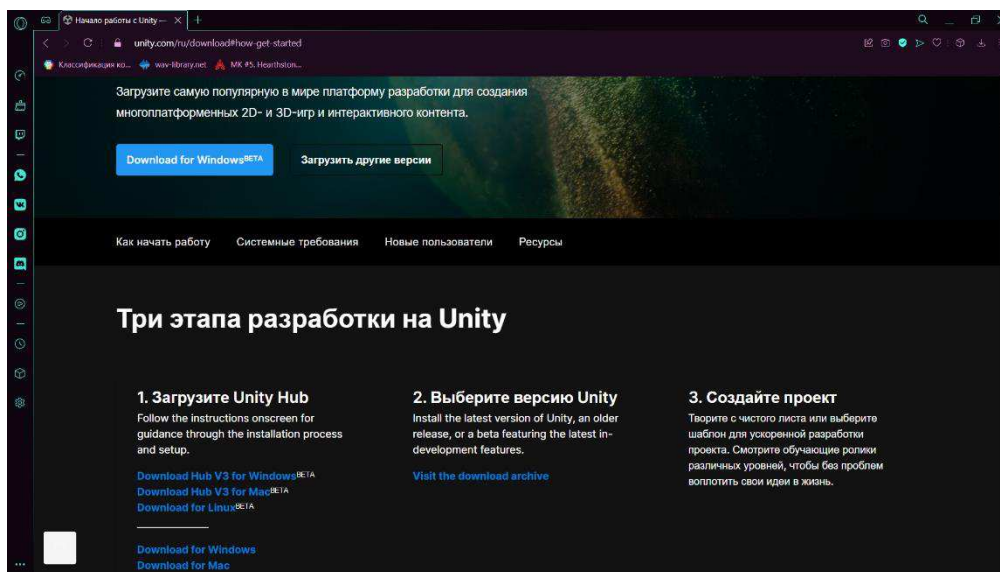 Начало работы с Unity —
unity.com/ru/download#how-get-started
Классификация ко...
wav-library.net
MK #5. Hearthston...
Загрузите самую популярную в мире платформу разработки для создания
многоплатформенных 2D- и 3D-игр и интерактивного контента.
Download for WindowsBETA
Загрузить другие версии
Как начать работу
Системные требования
Новые пользователи
Ресурсы
Три этапа разработки на Unity
1. Загрузите Unity Hub
Follow the instructions onscreen for
guidance through the installation process
and setup.
Download Hub V3 for WindowsBETA
Download Hub V3 for MacBETA
Download for LinuxBETA
Download for Windows
Download for Mac
2. Выберите версию Unity
Install the latest version of Unity, an older
release, or a beta featuring the latest in-
development features.
Visit the download archive
3. Создайте проект
Творите с чистого листа или выберите
шаблон для ускоренной разработки
проекта. Смотрите обучающие ролики
различных уровней, чтобы без проблем
воплотить свои идеи в жизнь.